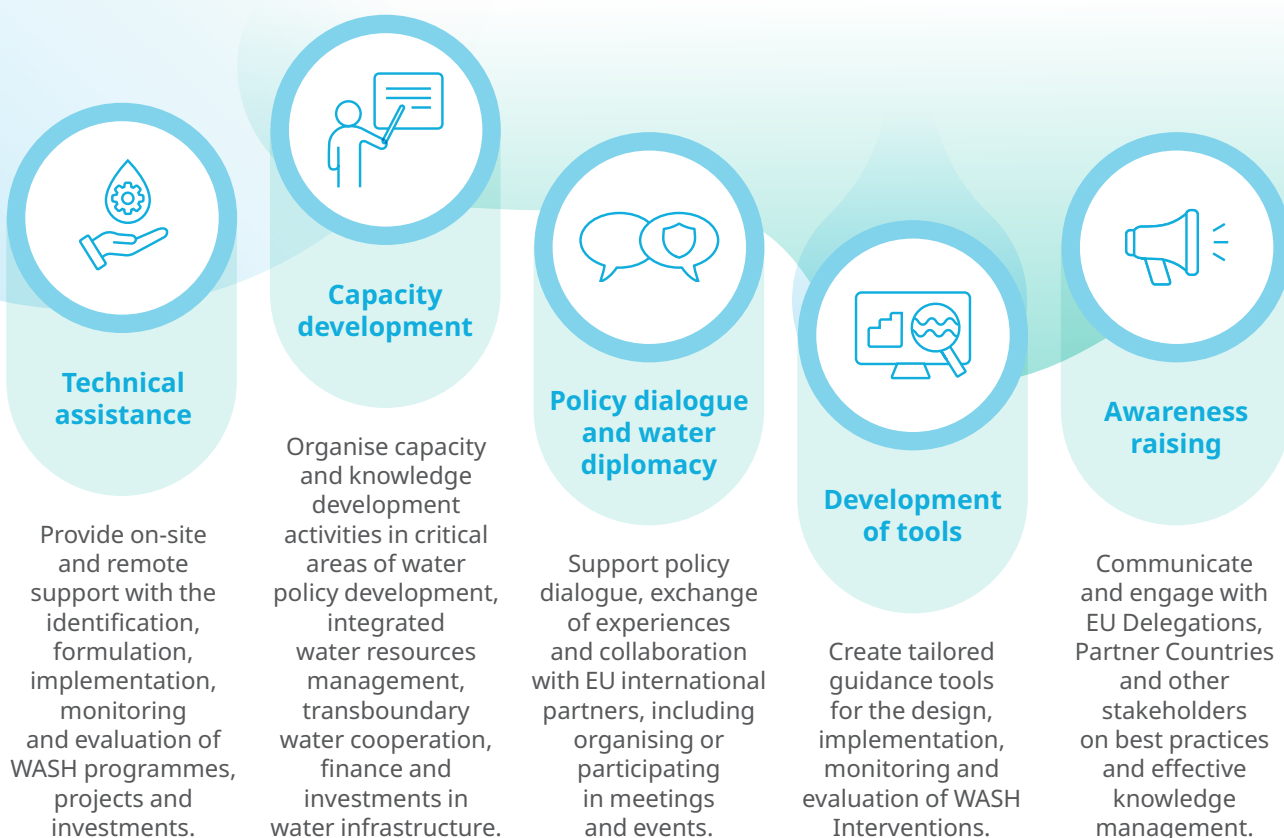 Technical
assistance
Provide on-site
and remote
support with the
identification,
formulation,
implementation,
monitoring
and evaluation of
WASH programmes,
projects and
investments.
Capacity
development
Organise capacity
and knowledge
development
activities in critical
areas of water
policy development,
integrated
water resources
management,
transboundary
water cooperation,
finance and
investments in
water infrastructure.
Policy dialogue
and water
diplomacy
Support policy
dialogue, exchange
of experiences
and collaboration
with EU international
partners, including
organising or
participating
in meetings
and events.
Development
of tools
Create tailored
guidance tools
for the design,
implementation,
monitoring and
evaluation of WASH
Interventions.
Awareness
raising
Communicate
and engage with
EU Delegations,
Partner Countries
and other
stakeholders
on best practices
and effective
knowledge
management.